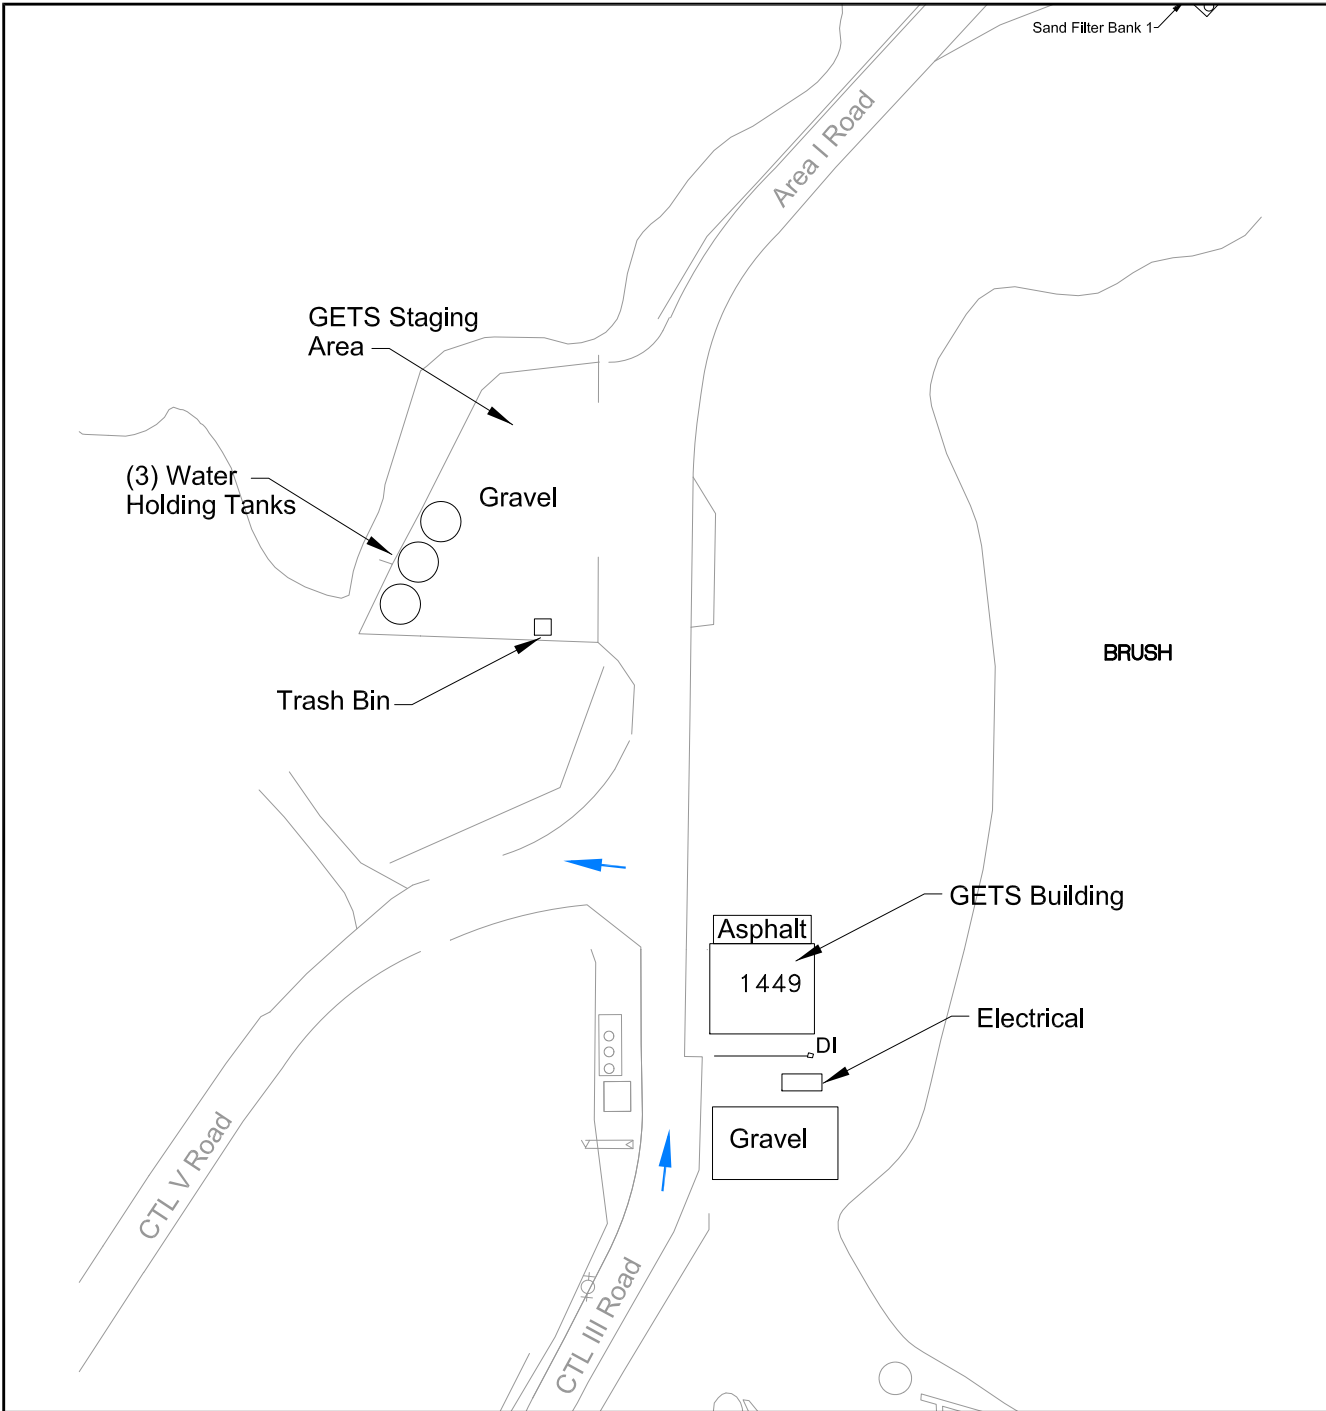 Sand Filter Bank 1
Area I Road
GETS Staging
Area
(3) Water
Holding Tanks
Gravel
BRUSH
Trash Bin
GETS Building
Asphalt
1449
Electrical
DI
Gravel
CTL V Road
CTL III Road